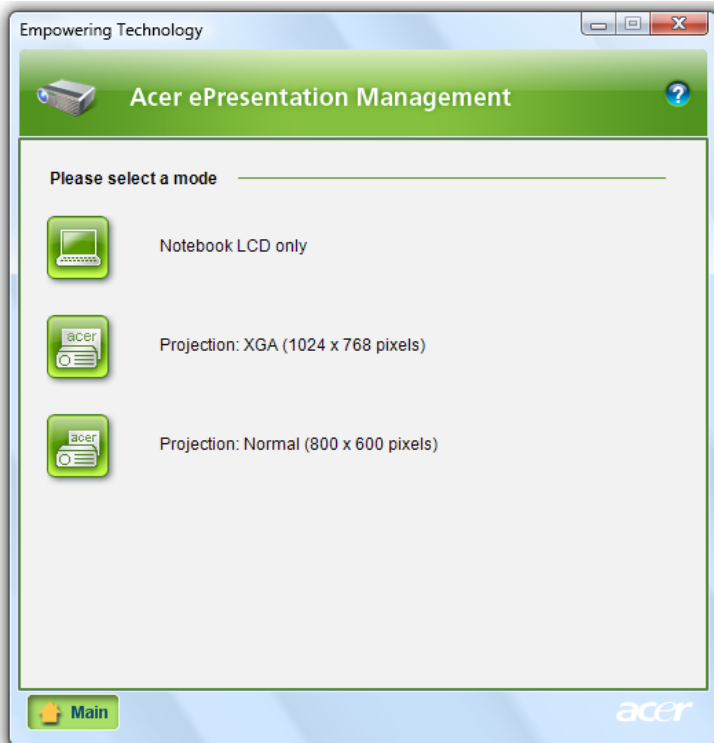 Empowering Technology
Acer ePresentation Management
?
Please select a mode
Notebook LCD only
acer
Projection: XGA (1024 x 768 pixels)
acer
Projection: Normal (800 x 600 pixels)
Main
acer